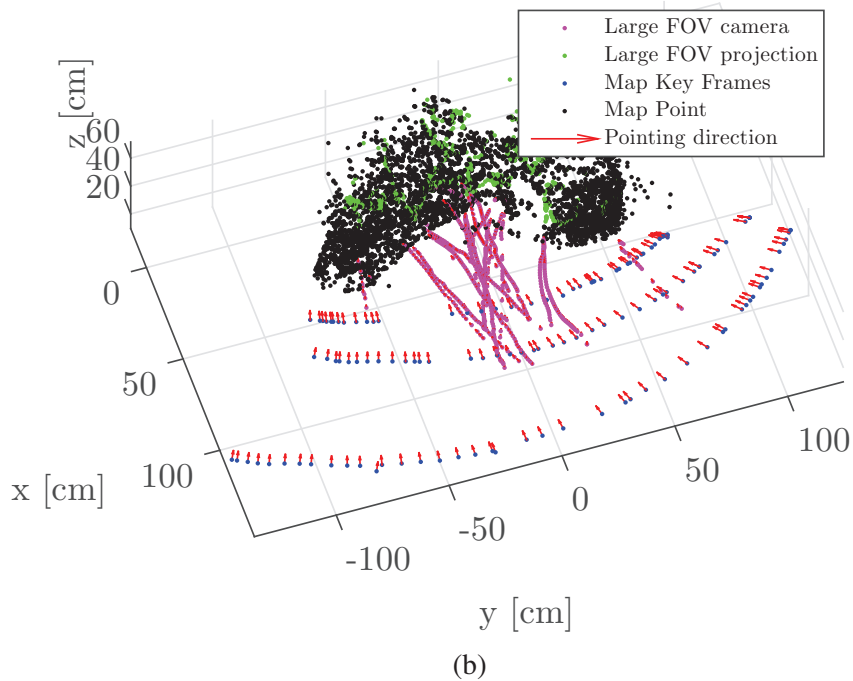 Large FOV camera
Large FOV projection
Map Key Frames
Map Point
Pointing direction
z [cm]
60
40
20
0
50
100
x [cm]
-100
-50
0
50
100
y [cm]
(b)